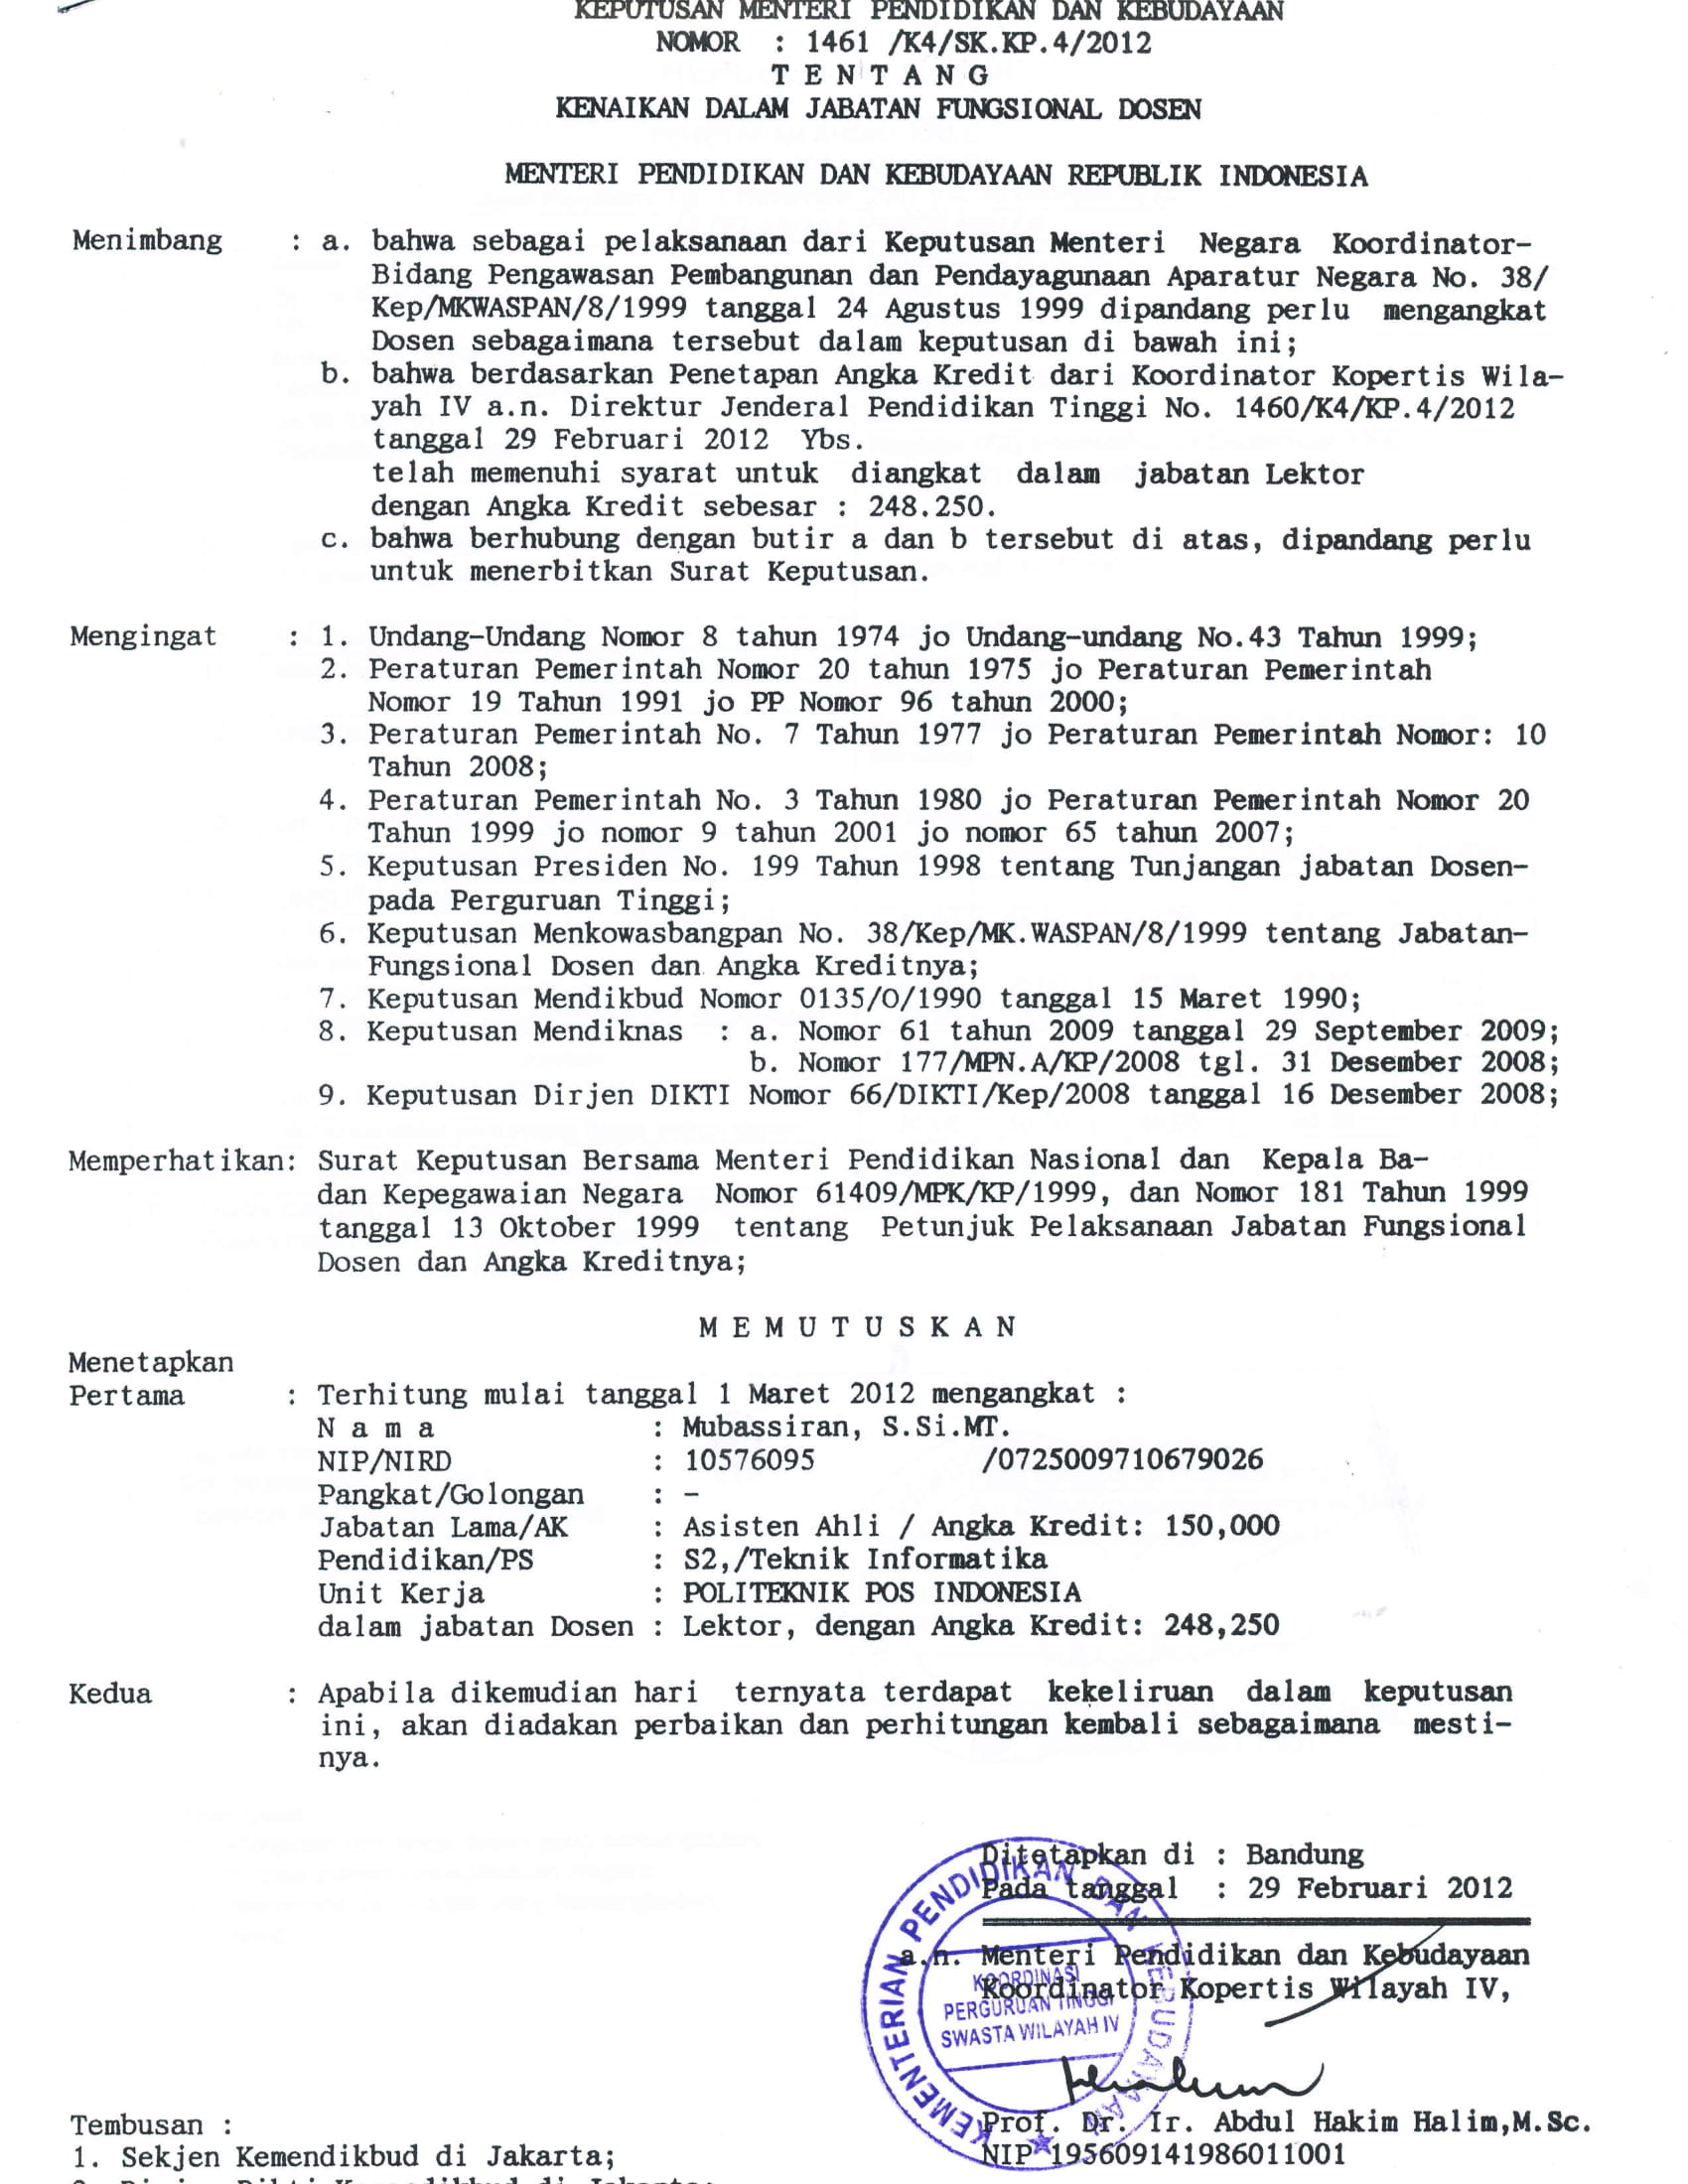 KEPUTUSAN MENTERI PENDIDIKAN DAN KEBUDAYAAN
NOMOR : 1461 /K4/SK.KP.4/2012
T E N T A N G
KENAIKAN DALAM JABATAN FUNGSIONAL DOSEN
MENTERI PENDIDIKAN DAN KEBUDAYAAN REPUBLIK INDONESIA
Menimbang : a. bahwa sebagai pelaksanaan dari Keputusan Menteri Negara Koordinator-
Bidang Pengawasan Pembangunan dan Pendayagunaan Aparatur Negara No. 38/
Kep/MKWASPAN/8/1999 tanggal 24 Agustus 1999 dipandang perlu mengangkat
Dosen sebagaimana tersebut dalam keputusan di bawah ini;
b. bahwa berdasarkan Penetapan Angka Kredit dari Koordinator Kopertis Wila-
yah IV a.n. Direktur Jenderal Pendidikan Tinggi No. 1460/K4/KP.4/2012
tanggal 29 Februari 2012 Ybs.
telah memenuhi syarat untuk diangkat dalam jabatan Lektor
dengan Angka Kredit sebesar : 248.250.
c. bahwa berhubung dengan butir a dan b tersebut di atas, dipandang perlu
untuk menerbitkan Surat Keputusan.
Mengingat : 1. Undang-Undang Nomor 8 tahun 1974 jo Undang-undang No.43 Tahun 1999;
2. Peraturan Pemerintah Nomor 20 tahun 1975 jo Peraturan Pemerintah
Nomor 19 Tahun 1991 jo PP Nomor 96 tahun 2000;
3. Peraturan Pemerintah No. 7 Tahun 1977 jo Peraturan Pemerintah Nomor: 10
Tahun 2008;
4. Peraturan Pemerintah No. 3 Tahun 1980 jo Peraturan Pemerintah Nomor 20
Tahun 1999 jo nomor 9 tahun 2001 jo nomor 65 tahun 2007;
5. Keputusan Presiden No. 199 Tahun 1998 tentang Tunjangan jabatan Dosen-
pada Perguruan Tinggi;
6. Keputusan Menkowasbangpan No. 38/Kep/MK.WASPAN/8/1999 tentang Jabatan-
Fungsional Dosen dan Angka Kreditnya;
7. Keputusan Mendikbud Nomor 0135/O/1990 tanggal 15 Maret 1990;
8. Keputusan Mendiknas : a. Nomor 61 tahun 2009 tanggal 29 September 2009;
b. Nomor 177/MPN.A/KP/2008 tgl. 31 Desember 2008;
9. Keputusan Dirjen DIKTI Nomor 66/DIKTI/Kep/2008 tanggal 16 Desember 2008;
Memperhatikan: Surat Keputusan Bersama Menteri Pendidikan Nasional dan Kepala Ba-
dan Kepegawaian Negara Nomor 61409/MPK/KP/1999, dan Nomor 181 Tahun 1999
tanggal 13 Oktober 1999 tentang Petunjuk Pelaksanaan Jabatan Fungsional
Dosen dan Angka Kreditnya;
M E M U T U S K A N
Menetapkan
Pertama : Terhitung mulai tanggal 1 Maret 2012 mengangkat :
N a m a : Mubassiran, S.Si.MT.
NIP/NIRD : 10576095 /0725009710679026
Pangkat/Golongan : -
Jabatan Lama/AK : Asisten Ahli / Angka Kredit: 150,000
Pendidikan/PS : S2,/Teknik Informatika
Unit Kerja : POLITEKNIK POS INDONESIA
dalam jabatan Dosen : Lektor, dengan Angka Kredit: 248,250
Kedua : Apabila dikemudian hari ternyata terdapat kekeliruan dalam keputusan
ini, akan diadakan perbaikan dan perhitungan kembali sebagaimana mesti-
nya.
Ditetapkan di : Bandung
Pada tanggal : 29 Februari 2012
a.n. Menteri Pendidikan dan Kebudayaan
Koordinator Kopertis Wilayah IV,
KEMENTERIAN PENDIDIKAN DAN KEBUDAYAAN
KOORDINASI
PERGURUAN TINGGI
SWASTA WILAYAH IV
Prof. Dr. Ir. Abdul Hakim Halim,M.Sc.
NIP 195609141986011001
Tembusan :
1. Sekjen Kemendikbud di Jakarta;
2. Dirjen Dikti Kemendikbud di Jakarta;